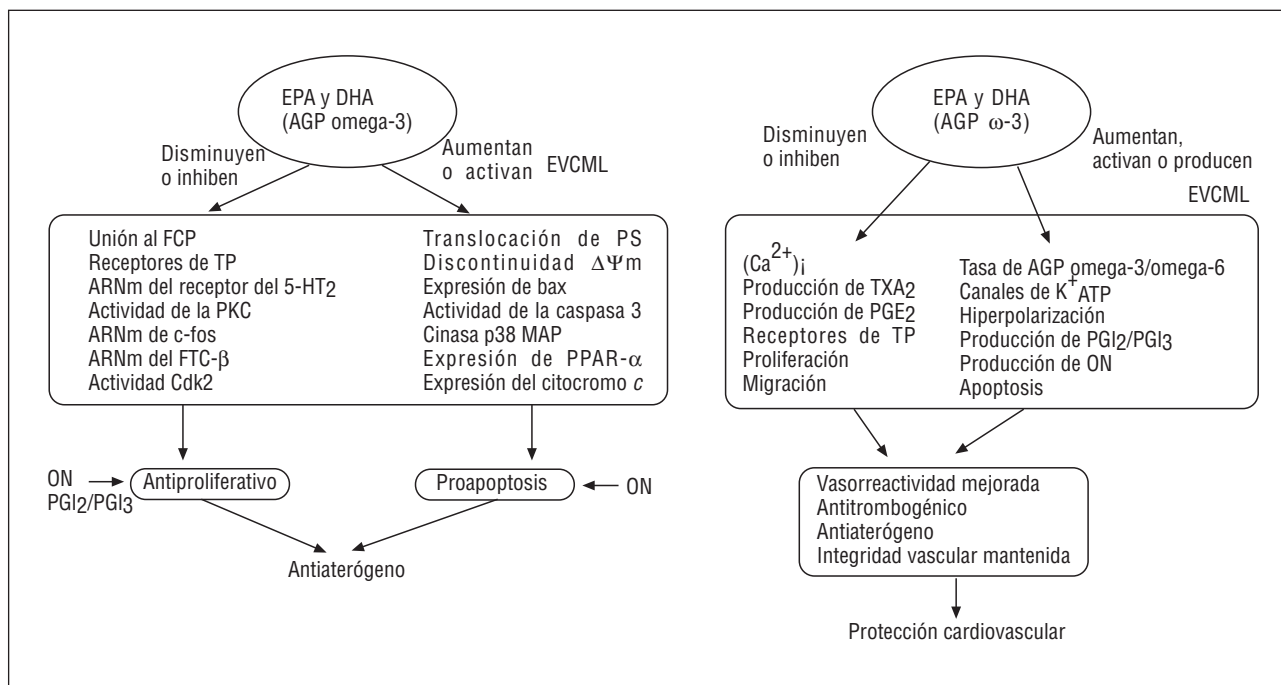 EPA y DHA
(AGP omega-3)
Disminuyen
o inhiben
Aumentan
o activan
EVCML
Unión al FCP
Receptores de TP
ARNm del receptor del 5-HT2
Actividad de la PKC
ARNm de c-fos
ARNm del FTC-β
Actividad Cdk2
Translocación de PS
Discontinuidad ΔΨm
Expresión de bax
Actividad de la caspasa 3
Cinasa p38 MAP
Expresión de PPAR-α
Expresión del citocromo c
ON
PGI2/PGI3
Antiproliferativo
Proapoptosis
ON
Antiaterógeno
EPA y DHA
(AGP ω-3)
Disminuyen
o inhiben
Aumentan,
activan o producen
EVCML
(Ca2+)i
Producción de TXA2
Producción de PGE2
Receptores de TP
Proliferación
Migración
Tasa de AGP omega-3/omega-6
Canales de K+ATP
Hiperpolarización
Producción de PGI2/PGI3
Producción de ON
Apoptosis
Vasorreactividad mejorada
Antitrombogénico
Antiaterógeno
Integridad vascular mantenida
Protección cardiovascular